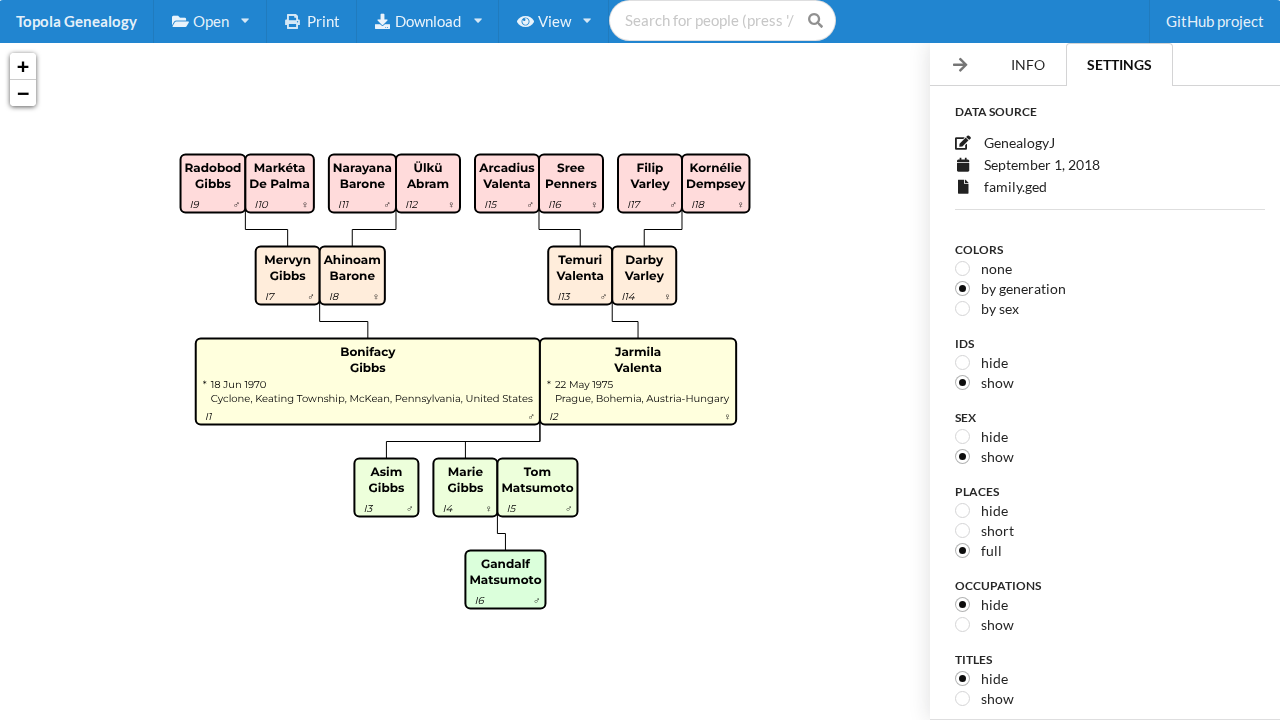 Topola Genealogy Open Print Download View Search for people (press '/ GitHub project
+
−
INFO SETTINGS
DATA SOURCE
GenealogyJ
September 1, 2018
family.ged
COLORS
none
by generation
by sex
IDS
hide
show
SEX
hide
show
PLACES
hide
short
full
OCCUPATIONS
hide
show
TITLES
hide
show
Radobod
Gibbs
I9 ♂
Markéta
De Palma
I10 ♀
Narayana
Barone
I11 ♂
Ülkü
Abram
I12 ♀
Arcadius
Valenta
I15 ♂
Sree
Penners
I16 ♀
Filip
Varley
I17 ♂
Kornélie
Dempsey
I18 ♀
Mervyn
Gibbs
I7 ♂
Ahinoam
Barone
I8 ♀
Temuri
Valenta
I13 ♂
Darby
Varley
I14 ♀
Bonifacy
Gibbs
* 18 Jun 1970
Cyclone, Keating Township, McKean, Pennsylvania, United States
I1 ♂
Jarmila
Valenta
* 22 May 1975
Prague, Bohemia, Austria-Hungary
I2 ♀
Asim
Gibbs
I3 ♂
Marie
Gibbs
I4 ♀
Tom
Matsumoto
I5 ♂
Gandalf
Matsumoto
I6 ♂